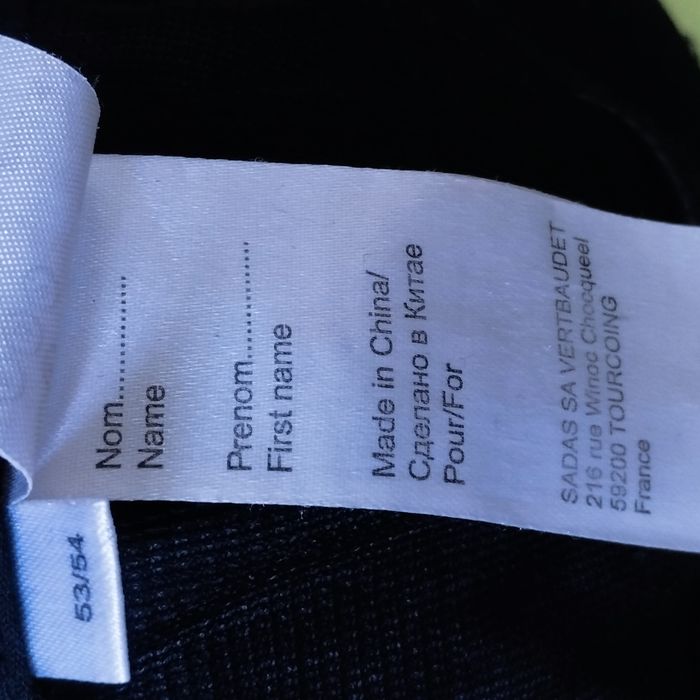 Nom...............
Name
Prenom...............
First name
Made in China/
Сделано в Китае
Pour/For
SADAS SA VERTBAUDET
216 rue Winoc Chocqueel
59200 TOURCOING
France
53/54